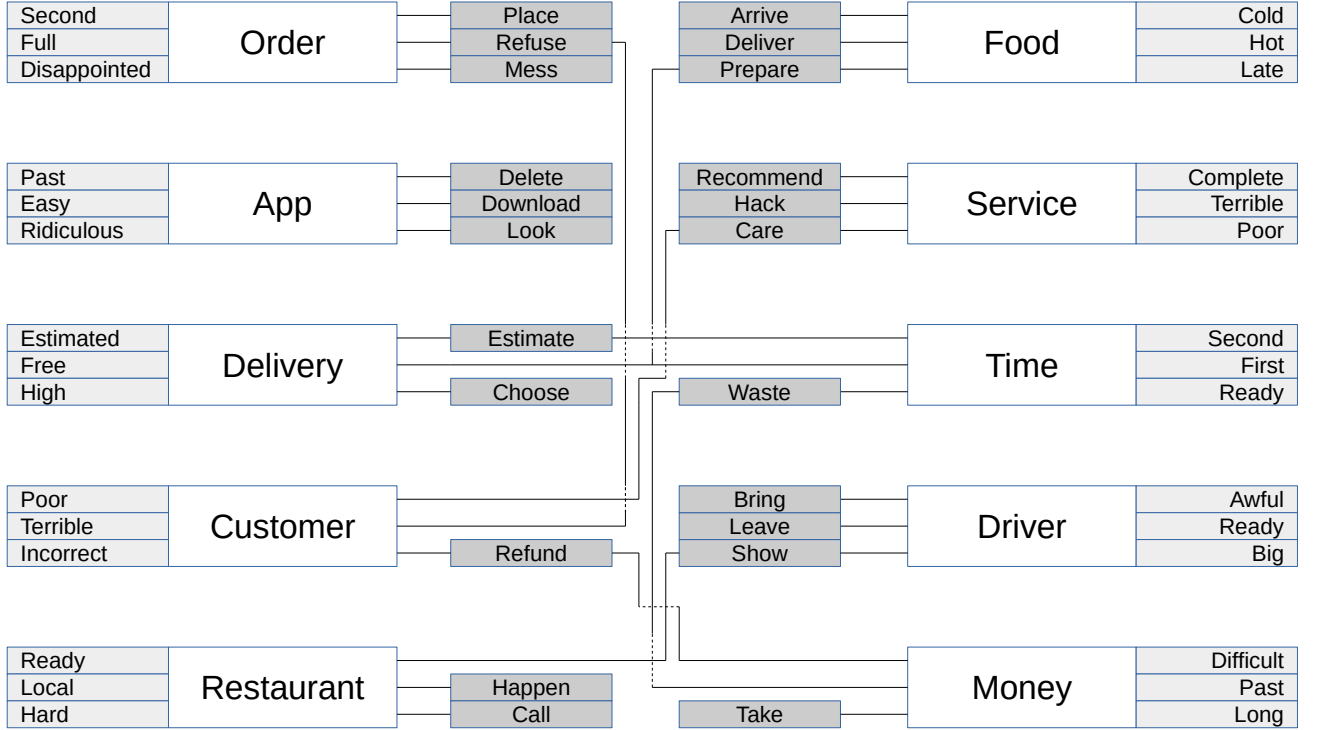 Second
Full
Disappointed
Order
Place
Refuse
Mess
Arrive
Deliver
Prepare
Food
Cold
Hot
Late
Past
Easy
Ridiculous
App
Delete
Download
Look
Recommend
Hack
Care
Service
Complete
Terrible
Poor
Estimated
Free
High
Delivery
Estimate
Choose
Waste
Time
Second
First
Ready
Poor
Terrible
Incorrect
Customer
Refund
Bring
Leave
Show
Driver
Awful
Ready
Big
Ready
Local
Hard
Restaurant
Happen
Call
Take
Money
Difficult
Past
Long